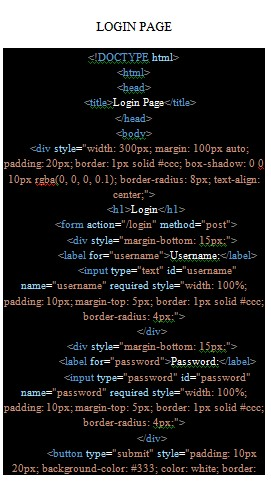 LOGIN PAGE
<!DOCTYPE html>
<html>
<head>
<title>Login Page</title>
</head>
<body>
<div style="width: 300px; margin: 100px auto;
padding: 20px; border: 1px solid #ccc; box-shadow: 0 0
10px rgba(0, 0, 0, 0.1); border-radius: 8px; text-align:
center;">
<h1>Login</h1>
<form action="/login" method="post">
<div style="margin-bottom: 15px;">
<label for="username">Username:</label>
<input type="text" id="username"
name="username" required style="width: 100%;
padding: 10px; margin-top: 5px; border: 1px solid #ccc;
border-radius: 4px;">
</div>
<div style="margin-bottom: 15px;">
<label for="password">Password:</label>
<input type="password" id="password"
name="password" required style="width: 100%;
padding: 10px; margin-top: 5px; border: 1px solid #ccc;
border-radius: 4px;">
</div>
<button type="submit" style="padding: 10px
20px; background-color: #333; color: white; border: